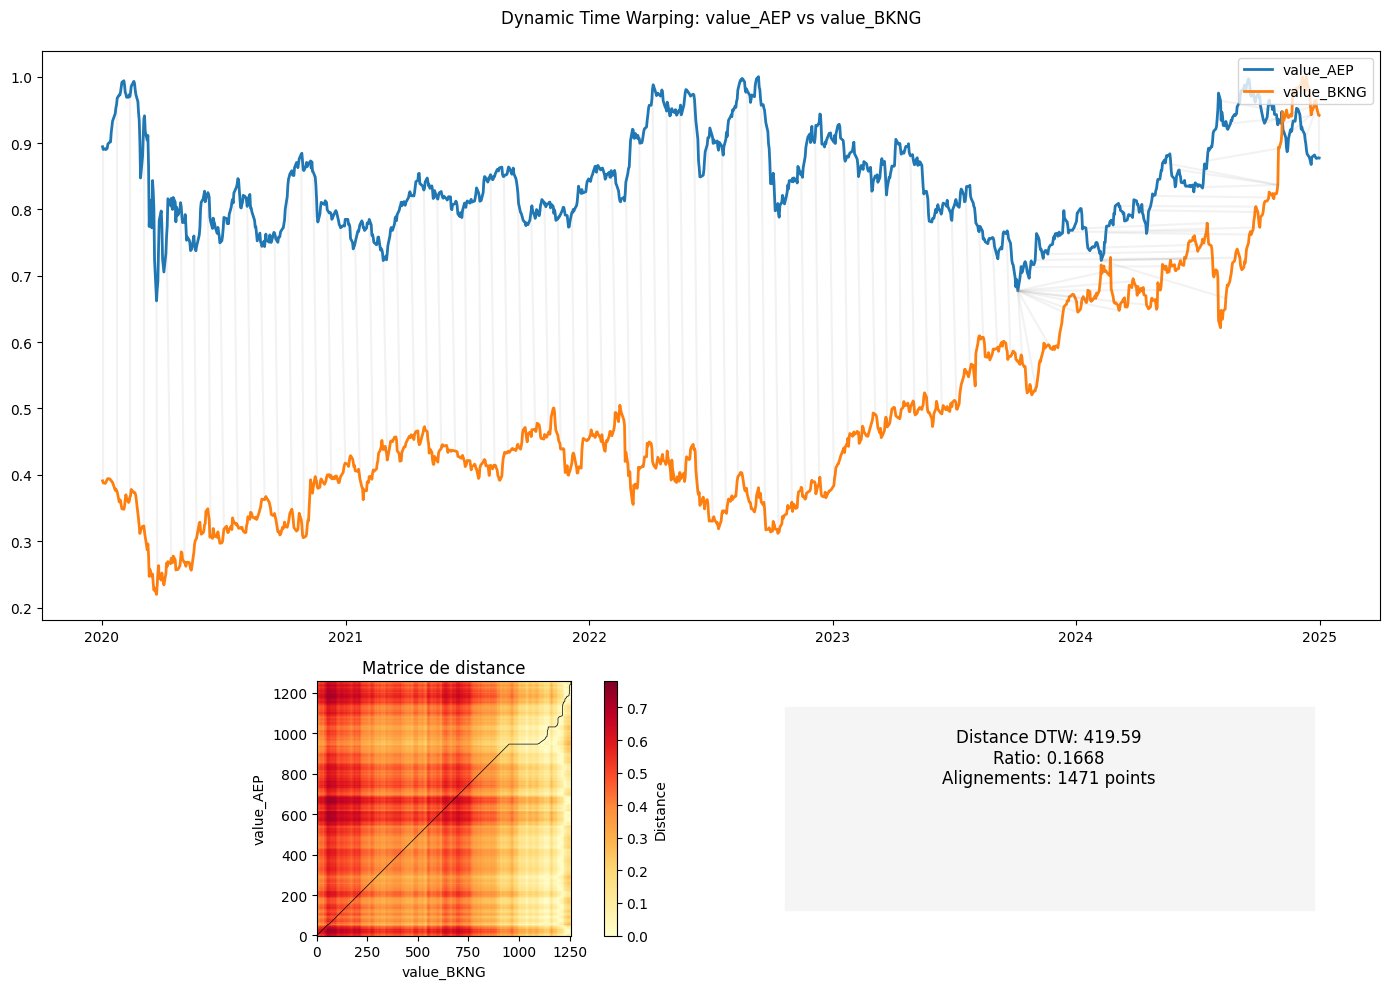 Dynamic Time Warping: value_AEP vs value_BKNG
value_AEP
value_BKNG
1.0
0.9
0.8
0.7
0.6
0.5
0.4
0.3
0.2
2020 2021 2022 2023 2024 2025
Matrice de distance
value_AEP
1200
1000
800
600
400
200
0
0 250 500 750 1000 1250
value_BKNG
0.7
0.6
0.5
0.4
0.3
0.2
0.1
0.0
Distance
Distance DTW: 419.59
Ratio: 0.1668
Alignements: 1471 points